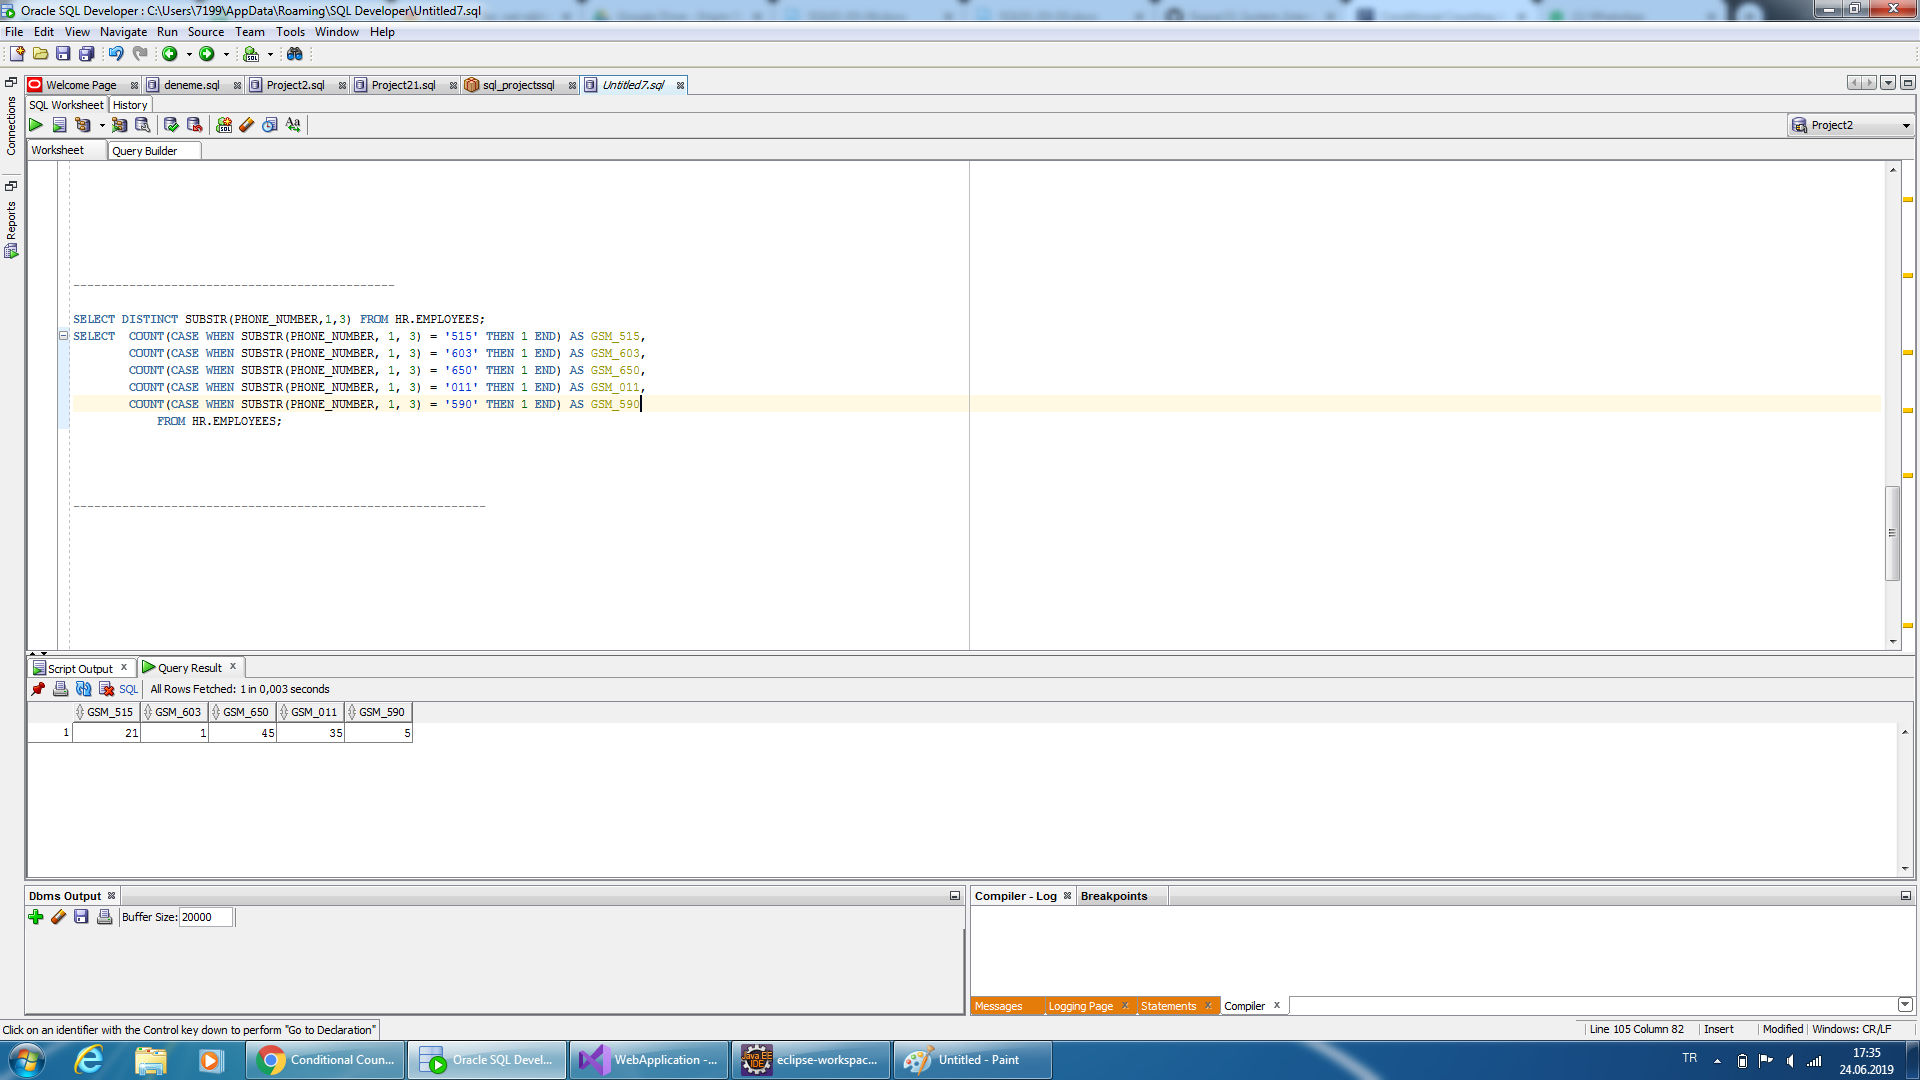 Oracle SQL Developer : C:\Users\7199\AppData\Roaming\SQL Developer\Untitled7.sql
File Edit View Navigate Run Source Team Tools Window Help
Welcome Page deneme.sql Project2.sql Project21.sql sql_projectssql Untitled7.sql
SQL Worksheet History
Project2
Worksheet Query Builder
Connections
Reports
----------------------------------------------
SELECT DISTINCT SUBSTR(PHONE_NUMBER,1,3) FROM HR.EMPLOYEES;
SELECT  COUNT(CASE WHEN SUBSTR(PHONE_NUMBER, 1, 3) = '515' THEN 1 END) AS GSM_515,
COUNT(CASE WHEN SUBSTR(PHONE_NUMBER, 1, 3) = '603' THEN 1 END) AS GSM_603,
COUNT(CASE WHEN SUBSTR(PHONE_NUMBER, 1, 3) = '650' THEN 1 END) AS GSM_650,
COUNT(CASE WHEN SUBSTR(PHONE_NUMBER, 1, 3) = '011' THEN 1 END) AS GSM_011,
COUNT(CASE WHEN SUBSTR(PHONE_NUMBER, 1, 3) = '590' THEN 1 END) AS GSM_590
FROM HR.EMPLOYEES;
-----------------------------------------------------------
Script Output x Query Result x
SQL All Rows Fetched: 1 in 0,003 seconds
GSM_515 GSM_603 GSM_650 GSM_011 GSM_590
1 21 1 45 35 5
Dbms Output
Buffer Size: 20000
Compiler - Log Breakpoints
Messages Logging Page x Statements x Compiler x
Click on an identifier with the Control key down to perform "Go to Declaration"
Line 105 Column 82 Insert Modified Windows: CR/LF
Conditional Coun... Oracle SQL Devel... WebApplication -... eclipse-workspac... Untitled - Paint
TR
17:35
24.06.2019